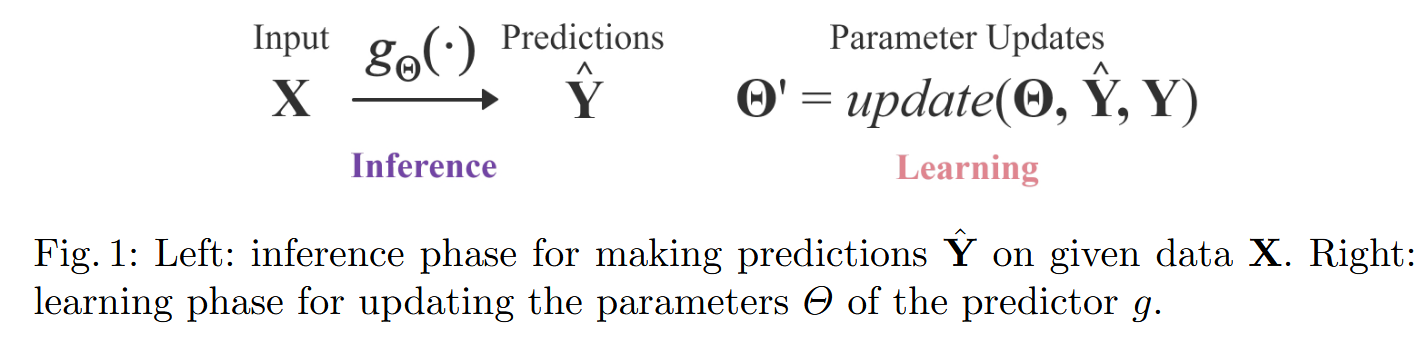 Input g_Θ(·) Predictions Parameter Updates
X Ŷ Θ' = update(Θ, Ŷ, Y)
Inference Learning
Fig. 1: Left: inference phase for making predictions Ŷ on given data X. Right:
learning phase for updating the parameters Θ of the predictor g.